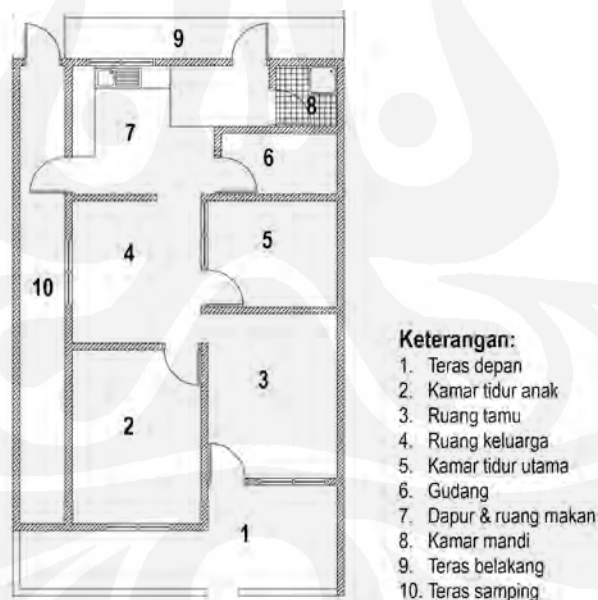 9
8
7
6
5
4
10
3
2
1
Keterangan:
1. Teras depan
2. Kamar tidur anak
3. Ruang tamu
4. Ruang keluarga
5. Kamar tidur utama
6. Gudang
7. Dapur & ruang makan
8. Kamar mandi
9. Teras belakang
10. Teras samping